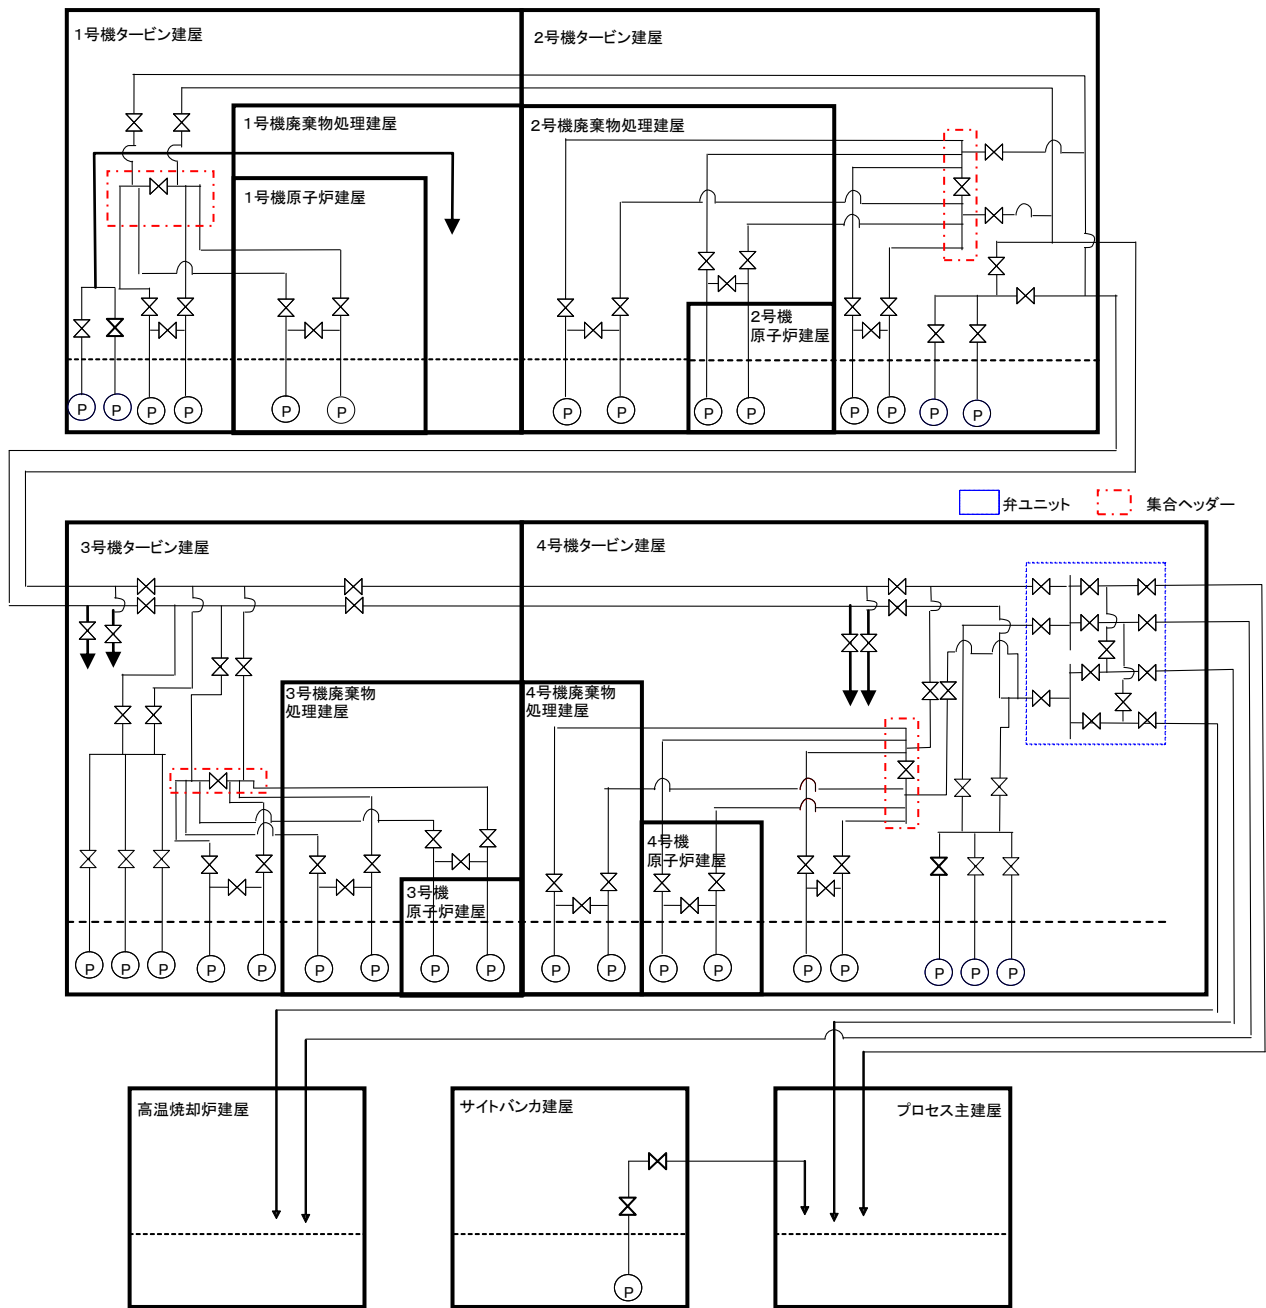 1号機タービン建屋
2号機タービン建屋
1号機廃棄物処理建屋
2号機廃棄物処理建屋
1号機原子炉建屋
2号機
原子炉建屋
P P P P P P P P P P P P P P
弁ユニット
集合ヘッダー
3号機タービン建屋
4号機タービン建屋
3号機廃棄物
処理建屋
4号機廃棄物
処理建屋
4号機
原子炉建屋
3号機
原子炉建屋
P P P P P P P P P P P P P P P P P P
高温焼却炉建屋
サイトバンカ建屋
プロセス主建屋
P